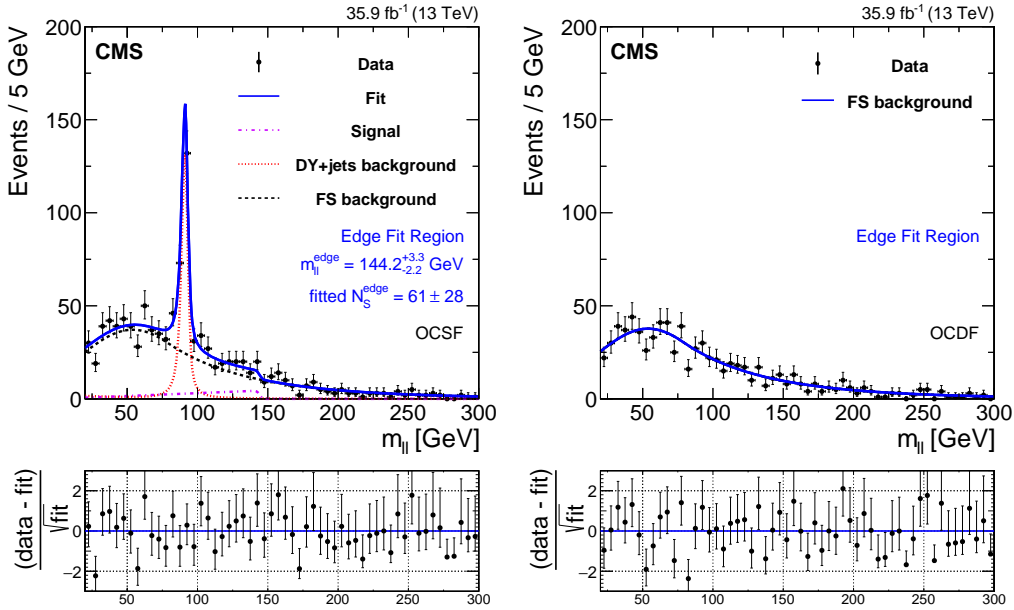 35.9 fb⁻¹ (13 TeV)
CMS
Data
Fit
Signal
DY+jets background
FS background
Edge Fit Region
m_ll^edge = 144.2 +3.3 -2.2 GeV
fitted N_S^edge = 61 ± 28
OCSF
Events / 5 GeV
200
150
100
50
0
50 100 150 200 250 300
m_ll [GeV]
(data - fit)
√fit
2
0
−2
50 100 150 200 250 300
35.9 fb⁻¹ (13 TeV)
CMS
Data
FS background
Edge Fit Region
OCDF
Events / 5 GeV
200
150
100
50
0
50 100 150 200 250 300
m_ll [GeV]
(data - fit)
√fit
2
0
−2
50 100 150 200 250 300